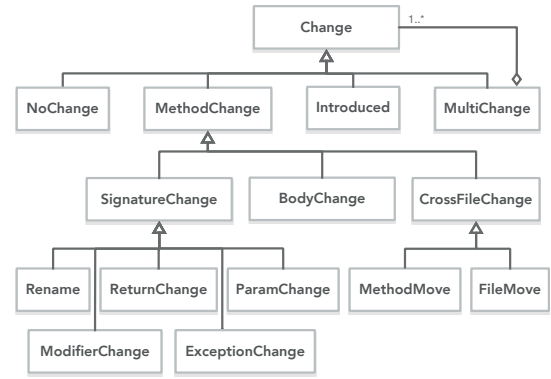 Change
1..*
NoChange
MethodChange
Introduced
MultiChange
SignatureChange
BodyChange
CrossFileChange
Rename
ReturnChange
ParamChange
MethodMove
FileMove
ModifierChange
ExceptionChange